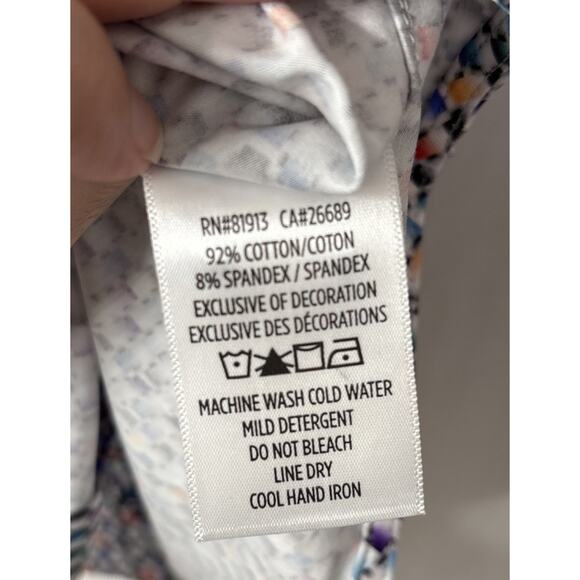 RN#81913 CA#26689
92% COTTON/COTON
8% SPANDEX / SPANDEX
EXCLUSIVE OF DECORATION
EXCLUSIVE DES DÉCORATIONS
MACHINE WASH COLD WATER
MILD DETERGENT
DO NOT BLEACH
LINE DRY
COOL HAND IRON